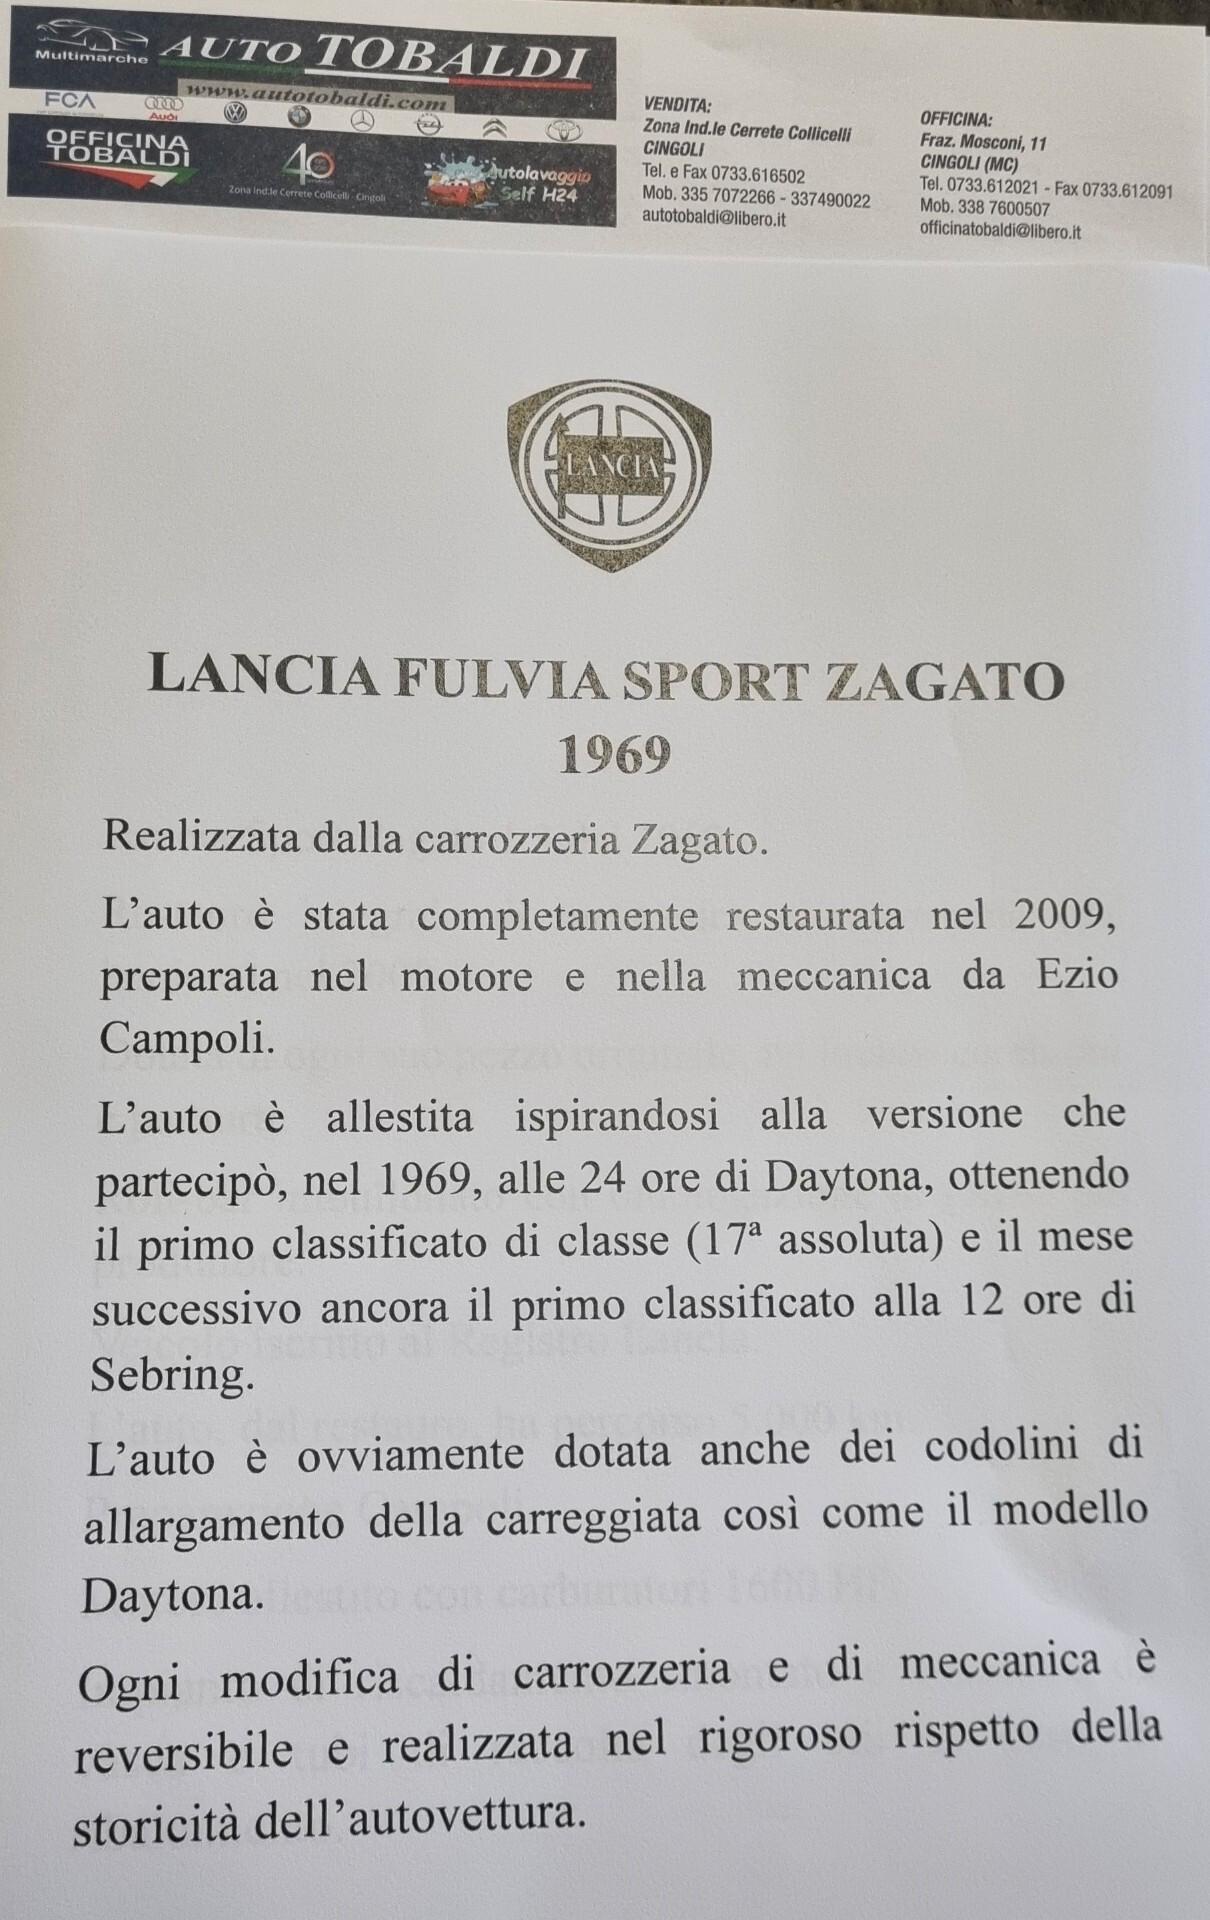 Multimarche
AUTO TOBALDI
www.autotobaldi.com
FCA
Audi
OFFICINA
TOBALDI
40
Zona Ind.le Cerrete Collicelli - Cingoli
Autolavaggio
Self H24
VENDITA:
Zona Ind.le Cerrete Collicelli
CINGOLI
Tel. e Fax 0733.616502
Mob. 335 7072266 - 337490022
autotobaldi@libero.it
OFFICINA:
Fraz. Mosconi, 11
CINGOLI (MC)
Tel. 0733.612021 - Fax 0733.612091
Mob. 338 7600507
officinatobaldi@libero.it
LANCIA
LANCIA FULVIA SPORT ZAGATO
1969
Realizzata dalla carrozzeria Zagato.
L’auto è stata completamente restaurata nel 2009,
preparata nel motore e nella meccanica da Ezio
Campoli.
L’auto è allestita ispirandosi alla versione che
partecipò, nel 1969, alle 24 ore di Daytona, ottenendo
il primo classificato di classe (17ª assoluta) e il mese
successivo ancora il primo classificato alla 12 ore di
Sebring.
L’auto è ovviamente dotata anche dei codolini di
allargamento della carreggiata così come il modello
Daytona.
Ogni modifica di carrozzeria e di meccanica è
reversibile e realizzata nel rigoroso rispetto della
storicità dell’autovettura.